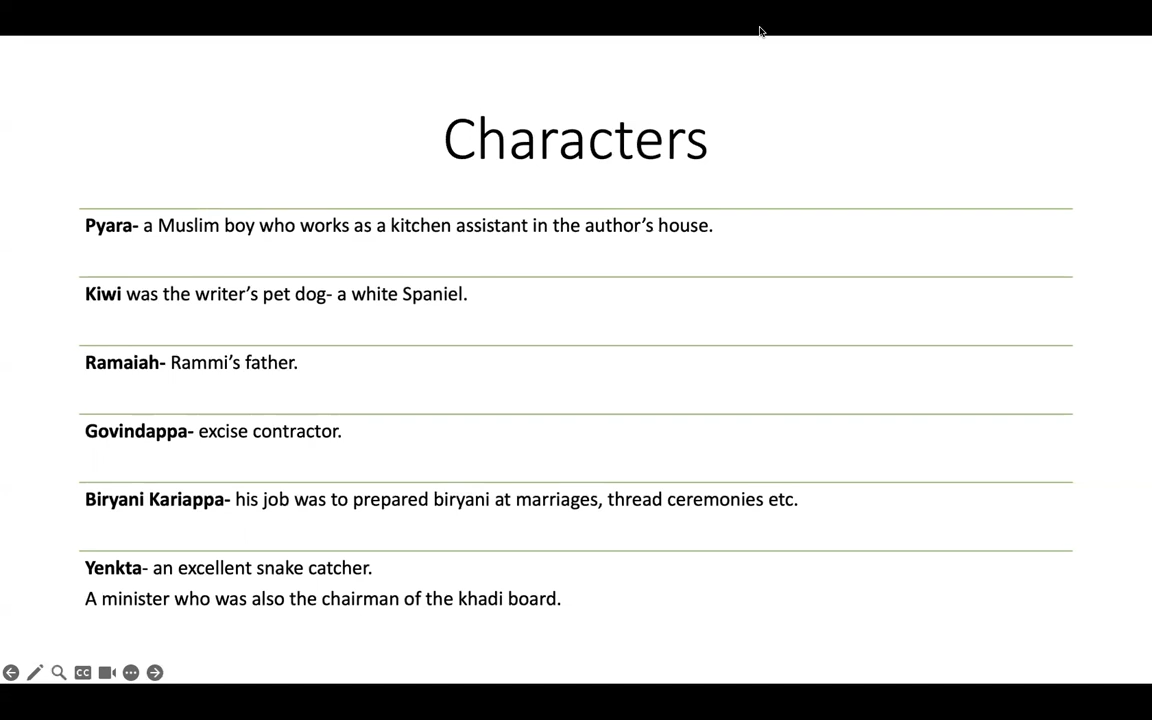 Characters
Pyara- a Muslim boy who works as a kitchen assistant in the author’s house.
Kiwi was the writer’s pet dog- a white Spaniel.
Ramaiah- Rammi’s father.
Govindappa- excise contractor.
Biryani Kariappa- his job was to prepared biryani at marriages, thread ceremonies etc.
Yenkta- an excellent snake catcher.
A minister who was also the chairman of the khadi board.
CC